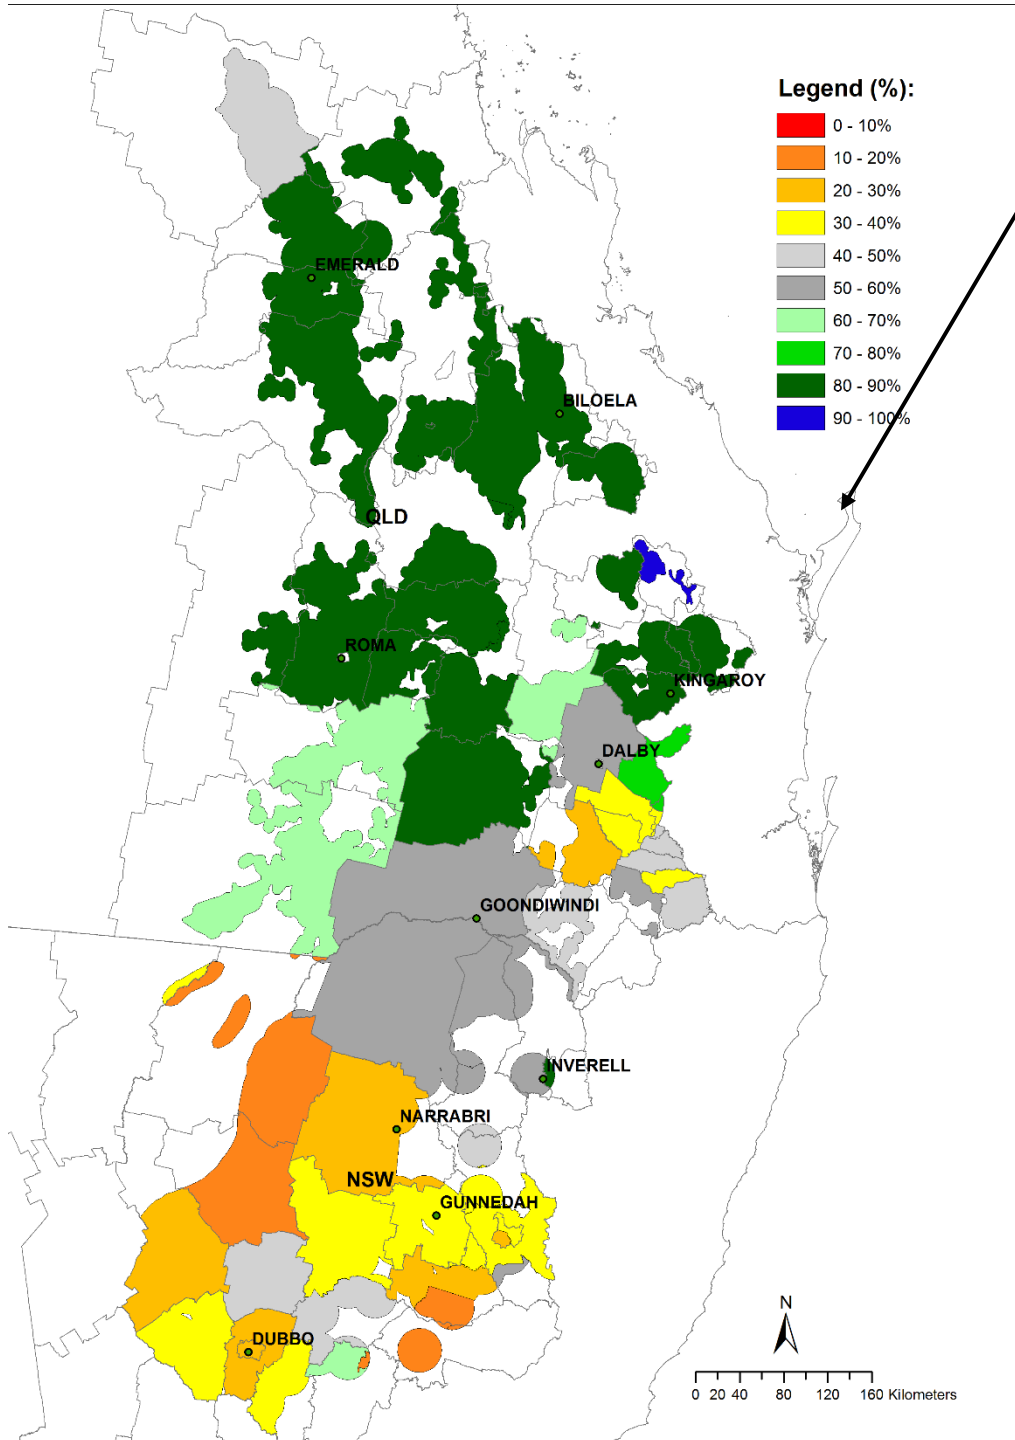 Legend (%):
0 - 10%
10 - 20%
20 - 30%
30 - 40%
40 - 50%
50 - 60%
60 - 70%
70 - 80%
80 - 90%
90 - 100%
EMERALD
BILOELA
QLD
ROMA
KINGAROY
DALBY
GOONDIWINDI
INVERELL
NARRABRI
NSW
GUNNEDAH
DUBBO
N
0 20 40 80 120 160 Kilometers